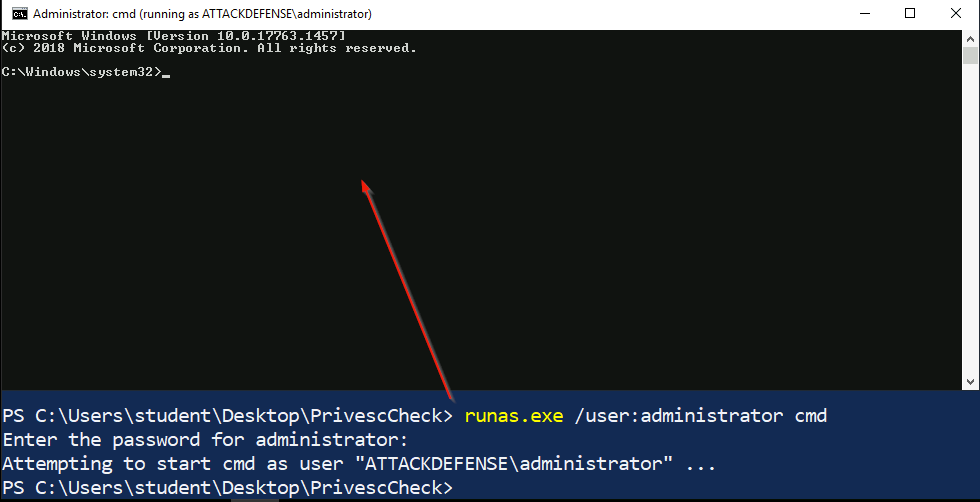 Administrator: cmd (running as ATTACKDEFENSE\administrator)
Microsoft Windows [Version 10.0.17763.1457]
(c) 2018 Microsoft Corporation. All rights reserved.
C:\Windows\system32>_
PS C:\Users\student\Desktop\PrivescCheck> runas.exe /user:administrator cmd
Enter the password for administrator:
Attempting to start cmd as user "ATTACKDEFENSE\administrator" ...
PS C:\Users\student\Desktop\PrivescCheck>